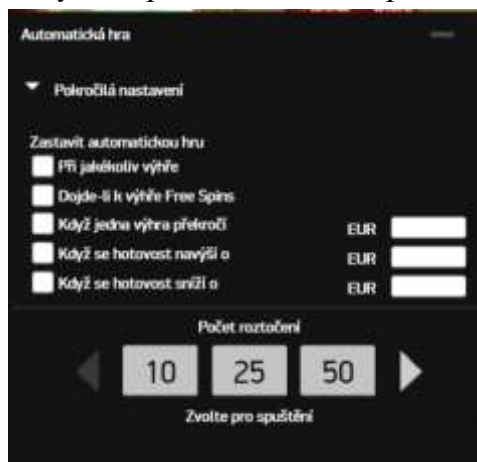 Automatická hra
Pokročilá nastavení
Zastavit automatickou hru
Při jakékoliv výhře
Dojde-li k výhře Free Spins
Když jedna výhra překročí EUR
Když se hotovost navýší o EUR
Když se hotovost sníží o EUR
Počet roztočení
10 25 50
Zvolte pro spuštění